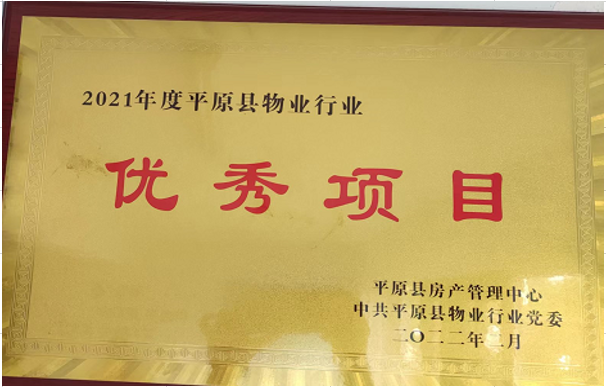 2021年度平原县物业行业
优秀项目
平原县房产管理中心
中共平原县物业行业党委
二〇二二年二月